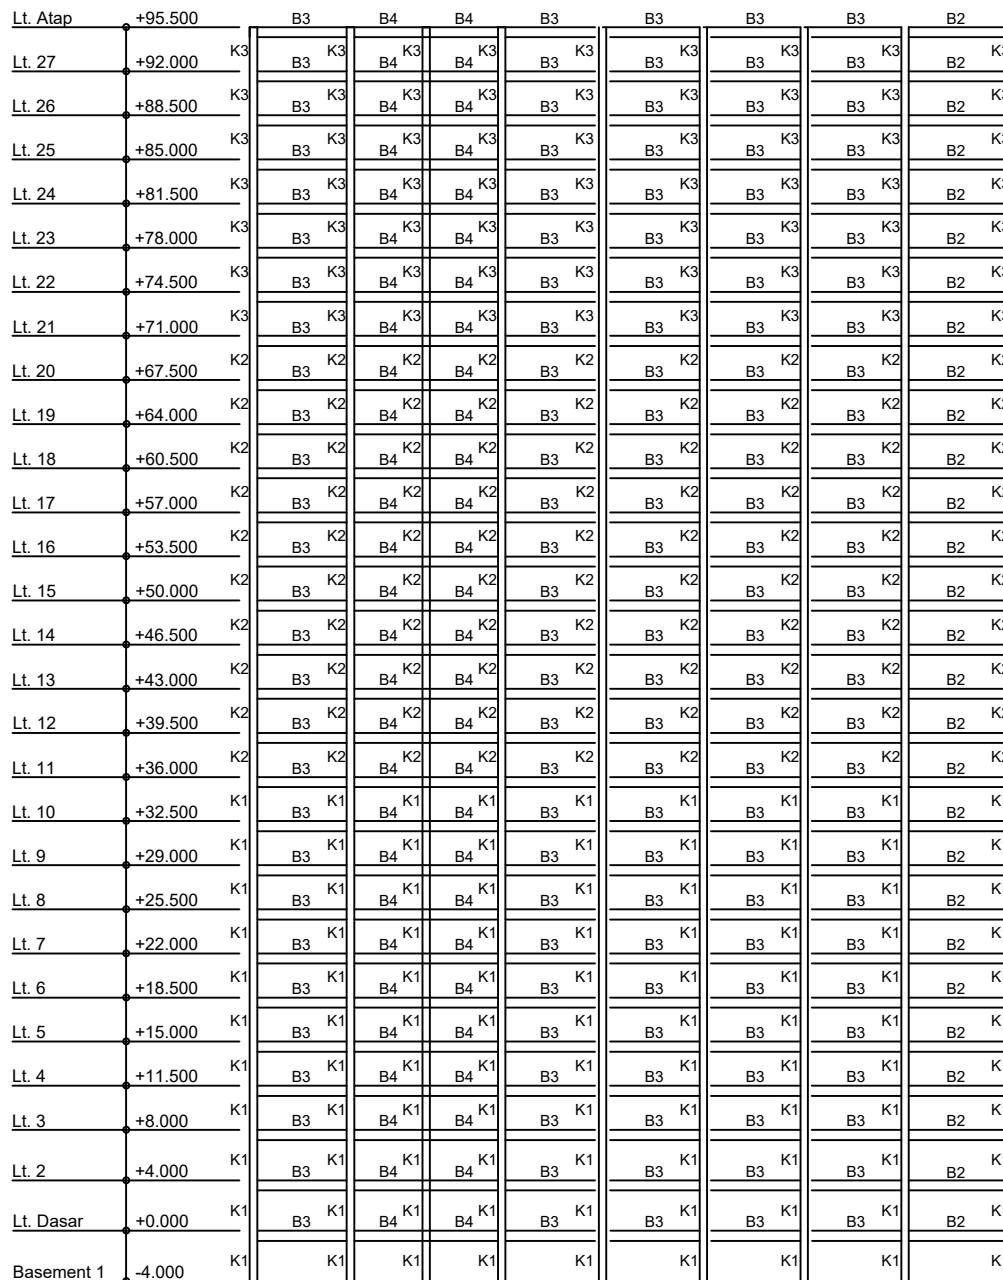 Lt. Atap +95.500 B3 B4 B4 B3 B3 B3 B3 B2
K3 K3 K3 K3 K3 K3 K3 K3
Lt. 27 +92.000 B3 B4 B4 B3 B3 B3 B3 B2
K3 K3 K3 K3 K3 K3 K3 K3
Lt. 26 +88.500 B3 B4 B4 B3 B3 B3 B3 B2
K3 K3 K3 K3 K3 K3 K3 K3
Lt. 25 +85.000 B3 B4 B4 B3 B3 B3 B3 B2
K3 K3 K3 K3 K3 K3 K3 K3
Lt. 24 +81.500 B3 B4 B4 B3 B3 B3 B3 B2
K3 K3 K3 K3 K3 K3 K3 K3
Lt. 23 +78.000 B3 B4 B4 B3 B3 B3 B3 B2
K3 K3 K3 K3 K3 K3 K3 K3
Lt. 22 +74.500 B3 B4 B4 B3 B3 B3 B3 B2
K3 K3 K3 K3 K3 K3 K3 K3
Lt. 21 +71.000 B3 B4 B4 B3 B3 B3 B3 B2
K2 K2 K2 K2 K2 K2 K2 K2
Lt. 20 +67.500 B3 B4 B4 B3 B3 B3 B3 B2
K2 K2 K2 K2 K2 K2 K2 K2
Lt. 19 +64.000 B3 B4 B4 B3 B3 B3 B3 B2
K2 K2 K2 K2 K2 K2 K2 K2
Lt. 18 +60.500 B3 B4 B4 B3 B3 B3 B3 B2
K2 K2 K2 K2 K2 K2 K2 K2
Lt. 17 +57.000 B3 B4 B4 B3 B3 B3 B3 B2
K2 K2 K2 K2 K2 K2 K2 K2
Lt. 16 +53.500 B3 B4 B4 B3 B3 B3 B3 B2
K2 K2 K2 K2 K2 K2 K2 K2
Lt. 15 +50.000 B3 B4 B4 B3 B3 B3 B3 B2
K2 K2 K2 K2 K2 K2 K2 K2
Lt. 14 +46.500 B3 B4 B4 B3 B3 B3 B3 B2
K2 K2 K2 K2 K2 K2 K2 K2
Lt. 13 +43.000 B3 B4 B4 B3 B3 B3 B3 B2
K2 K2 K2 K2 K2 K2 K2 K2
Lt. 12 +39.500 B3 B4 B4 B3 B3 B3 B3 B2
K2 K2 K2 K2 K2 K2 K2 K2
Lt. 11 +36.000 B3 B4 B4 B3 B3 B3 B3 B2
K1 K1 K1 K1 K1 K1 K1 K1
Lt. 10 +32.500 B3 B4 B4 B3 B3 B3 B3 B2
K1 K1 K1 K1 K1 K1 K1 K1
Lt. 9 +29.000 B3 B4 B4 B3 B3 B3 B3 B2
K1 K1 K1 K1 K1 K1 K1 K1
Lt. 8 +25.500 B3 B4 B4 B3 B3 B3 B3 B2
K1 K1 K1 K1 K1 K1 K1 K1
Lt. 7 +22.000 B3 B4 B4 B3 B3 B3 B3 B2
K1 K1 K1 K1 K1 K1 K1 K1
Lt. 6 +18.500 B3 B4 B4 B3 B3 B3 B3 B2
K1 K1 K1 K1 K1 K1 K1 K1
Lt. 5 +15.000 B3 B4 B4 B3 B3 B3 B3 B2
K1 K1 K1 K1 K1 K1 K1 K1
Lt. 4 +11.500 B3 B4 B4 B3 B3 B3 B3 B2
K1 K1 K1 K1 K1 K1 K1 K1
Lt. 3 +8.000 B3 B4 B4 B3 B3 B3 B3 B2
K1 K1 K1 K1 K1 K1 K1 K1
Lt. 2 +4.000 B3 B4 B4 B3 B3 B3 B3 B2
K1 K1 K1 K1 K1 K1 K1 K1
Lt. Dasar +0.000 B3 B4 B4 B3 B3 B3 B3 B2
K1 K1 K1 K1 K1 K1 K1 K1
Basement 1 -4.000